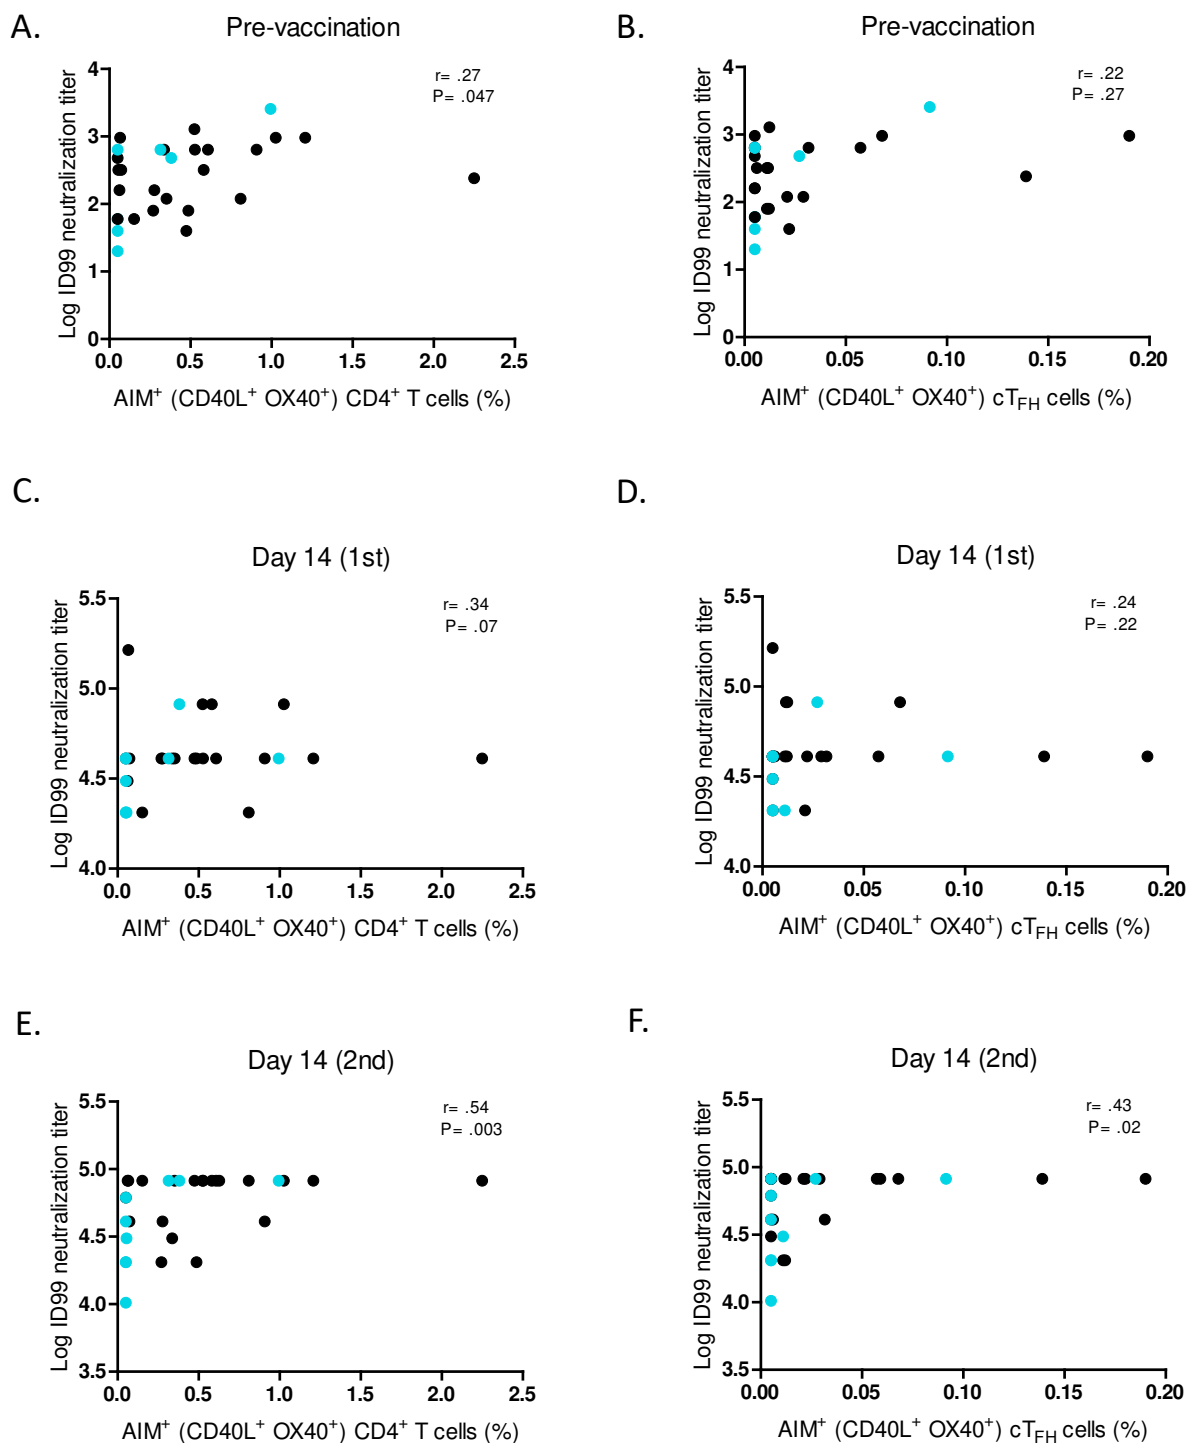 A.
Pre-vaccination
r= .27
P= .047
Log ID99 neutralization titer
4
3
2
1
0
0.0 0.5 1.0 1.5 2.0 2.5
AIM⁺ (CD40L⁺ OX40⁺) CD4⁺ T cells (%)
B.
Pre-vaccination
r= .22
P= .27
Log ID99 neutralization titer
4
3
2
1
0
0.00 0.05 0.10 0.15 0.20
AIM⁺ (CD40L⁺ OX40⁺) cT_FH cells (%)
C.
Day 14 (1st)
r= .34
P= .07
Log ID99 neutralization titer
5.5
5.0
4.5
4.0
0.0 0.5 1.0 1.5 2.0 2.5
AIM⁺ (CD40L⁺ OX40⁺) CD4⁺ T cells (%)
D.
Day 14 (1st)
r= .24
P= .22
Log ID99 neutralization titer
5.5
5.0
4.5
4.0
0.00 0.05 0.10 0.15 0.20
AIM⁺ (CD40L⁺ OX40⁺) cT_FH cells (%)
E.
Day 14 (2nd)
r= .54
P= .003
Log ID99 neutralization titer
5.5
5.0
4.5
4.0
3.5
0.0 0.5 1.0 1.5 2.0 2.5
AIM⁺ (CD40L⁺ OX40⁺) CD4⁺ T cells (%)
F.
Day 14 (2nd)
r= .43
P= .02
Log ID99 neutralization titer
5.5
5.0
4.5
4.0
3.5
0.00 0.05 0.10 0.15 0.20
AIM⁺ (CD40L⁺ OX40⁺) cT_FH cells (%)